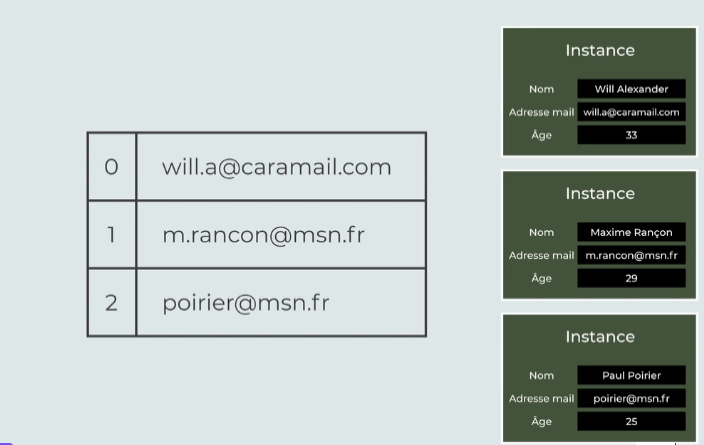 0 will.a@caramail.com
1 m.rancon@msn.fr
2 poirier@msn.fr
Instance
Nom Will Alexander
Adresse mail will.a@caramail.com
Âge 33
Instance
Nom Maxime Rançon
Adresse mail m.rancon@msn.fr
Âge 29
Instance
Nom Paul Poirier
Adresse mail poirier@msn.fr
Âge 25